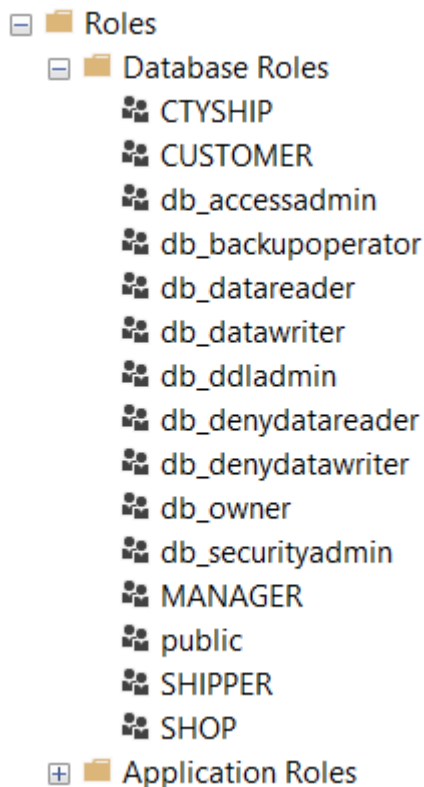 Roles
Database Roles
CTYSHIP
CUSTOMER
db_accessadmin
db_backupoperator
db_datareader
db_datawriter
db_ddladmin
db_denydatareader
db_denydatawriter
db_owner
db_securityadmin
MANAGER
public
SHIPPER
SHOP
Application Roles